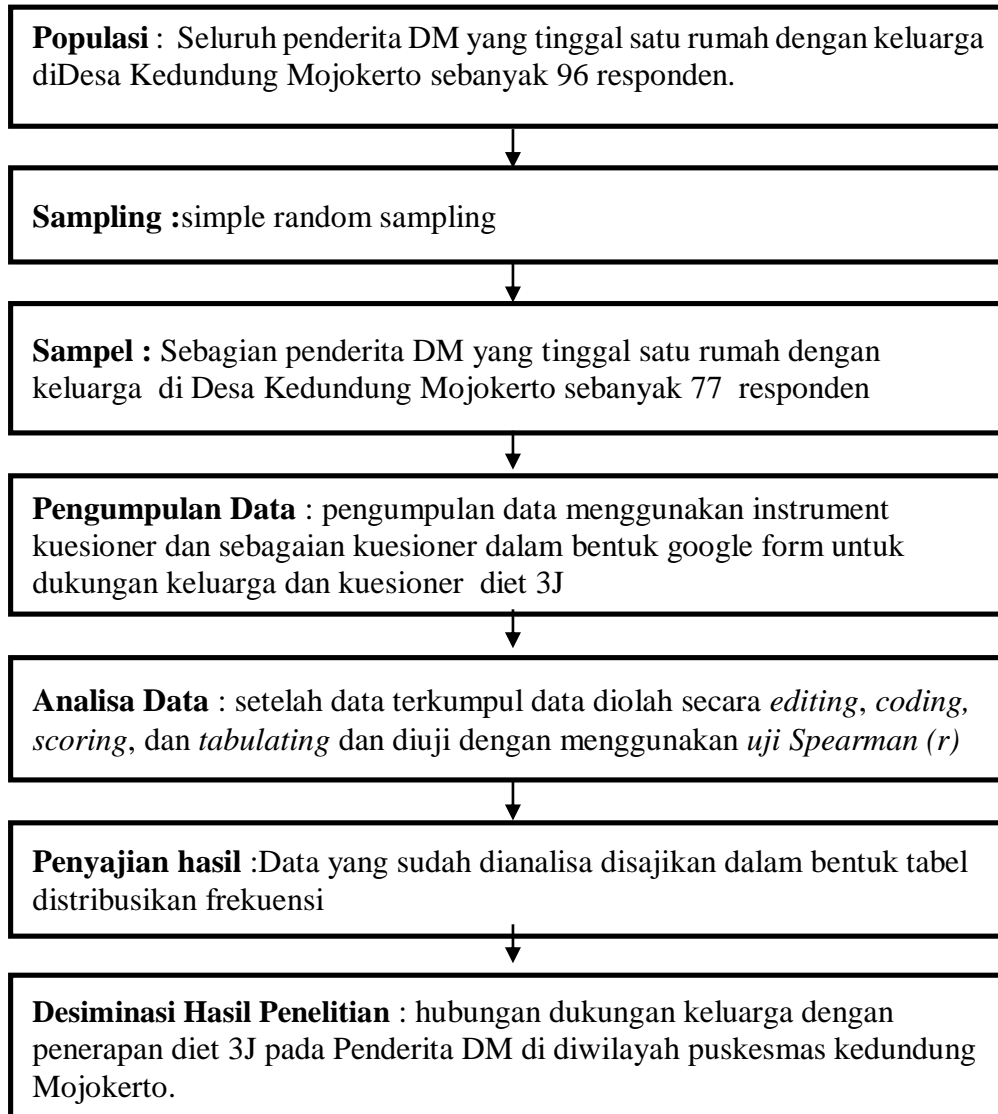 Populasi : Seluruh penderita DM yang tinggal satu rumah dengan keluarga
diDesa Kedundung Mojokerto sebanyak 96 responden.
Sampling :simple random sampling
Sampel : Sebagian penderita DM yang tinggal satu rumah dengan
keluarga di Desa Kedundung Mojokerto sebanyak 77 responden
Pengumpulan Data : pengumpulan data menggunakan instrument
kuesioner dan sebagaian kuesioner dalam bentuk google form untuk
dukungan keluarga dan kuesioner diet 3J
Analisa Data : setelah data terkumpul data diolah secara editing, coding,
scoring, dan tabulating dan diuji dengan menggunakan uji Spearman (r)
Penyajian hasil :Data yang sudah dianalisa disajikan dalam bentuk tabel
distribusikan frekuensi
Desiminasi Hasil Penelitian : hubungan dukungan keluarga dengan
penerapan diet 3J pada Penderita DM di diwilayah puskesmas kedundung
Mojokerto.